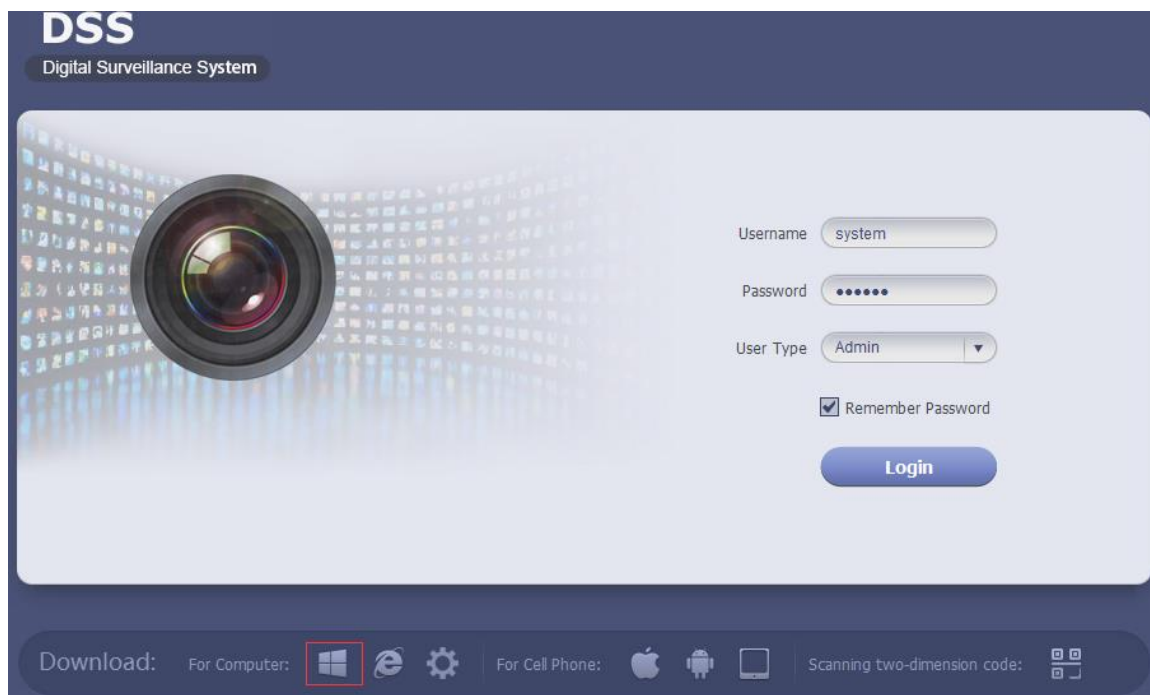 DSS
Digital Surveillance System
Username system
Password ••••••
User Type Admin
Remember Password
Login
Download: For Computer: For Cell Phone: Scanning two-dimension code: